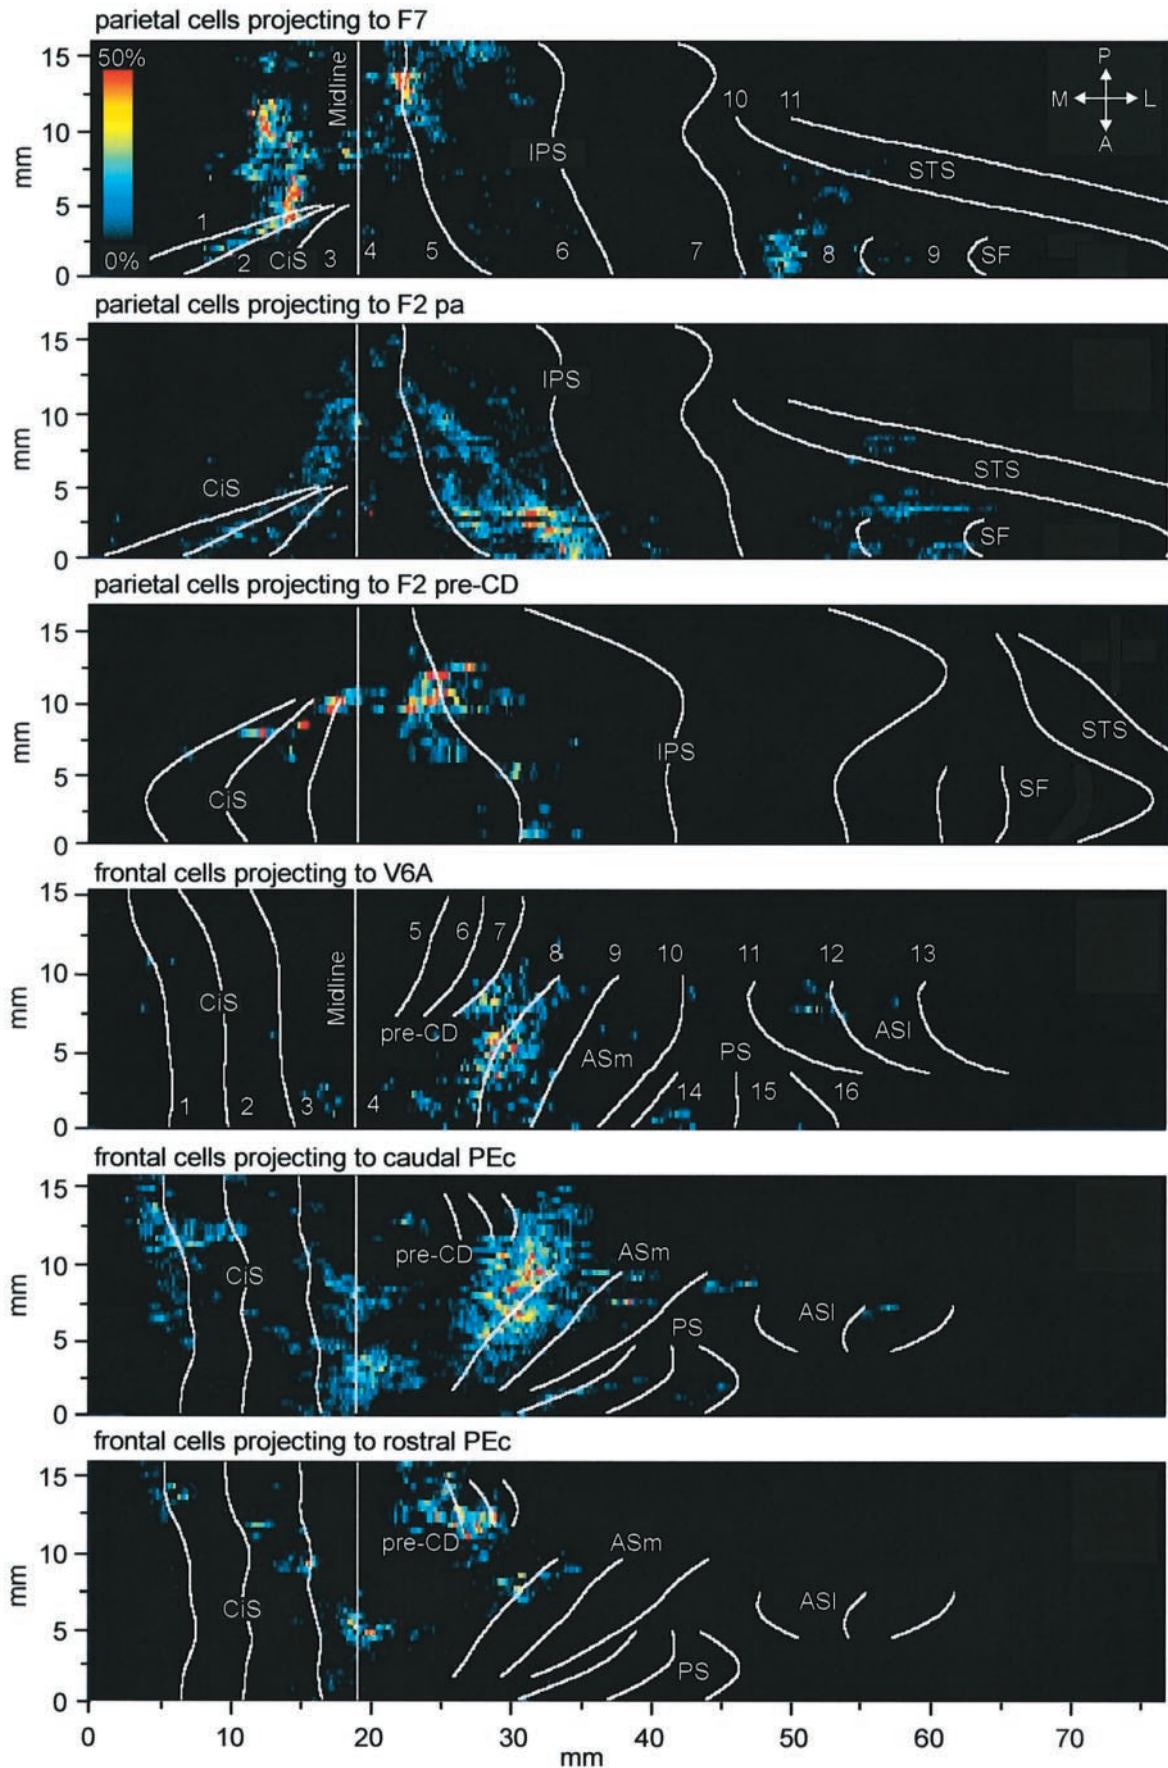 parietal cells projecting to F7
15
10
5
0
mm
50%
0%
Midline
P
M L
A
10 11
IPS
STS
1
2 CiS 3 4 5 6 7 8 9 SF
parietal cells projecting to F2 pa
15
10
5
0
mm
IPS
CiS
STS
SF
parietal cells projecting to F2 pre-CD
15
10
5
0
mm
STS
IPS
CiS
SF
frontal cells projecting to V6A
15
10
5
0
mm
5 6 7 8 9 10 11 12 13
Midline
CiS
pre-CD
ASm
PS
ASl
14 15 16
1 2 3 4
frontal cells projecting to caudal PEc
15
10
5
0
mm
pre-CD
ASm
CiS
PS
ASl
frontal cells projecting to rostral PEc
15
10
5
0
mm
pre-CD
ASm
CiS
ASl
PS
0 10 20 30 40 50 60 70
mm